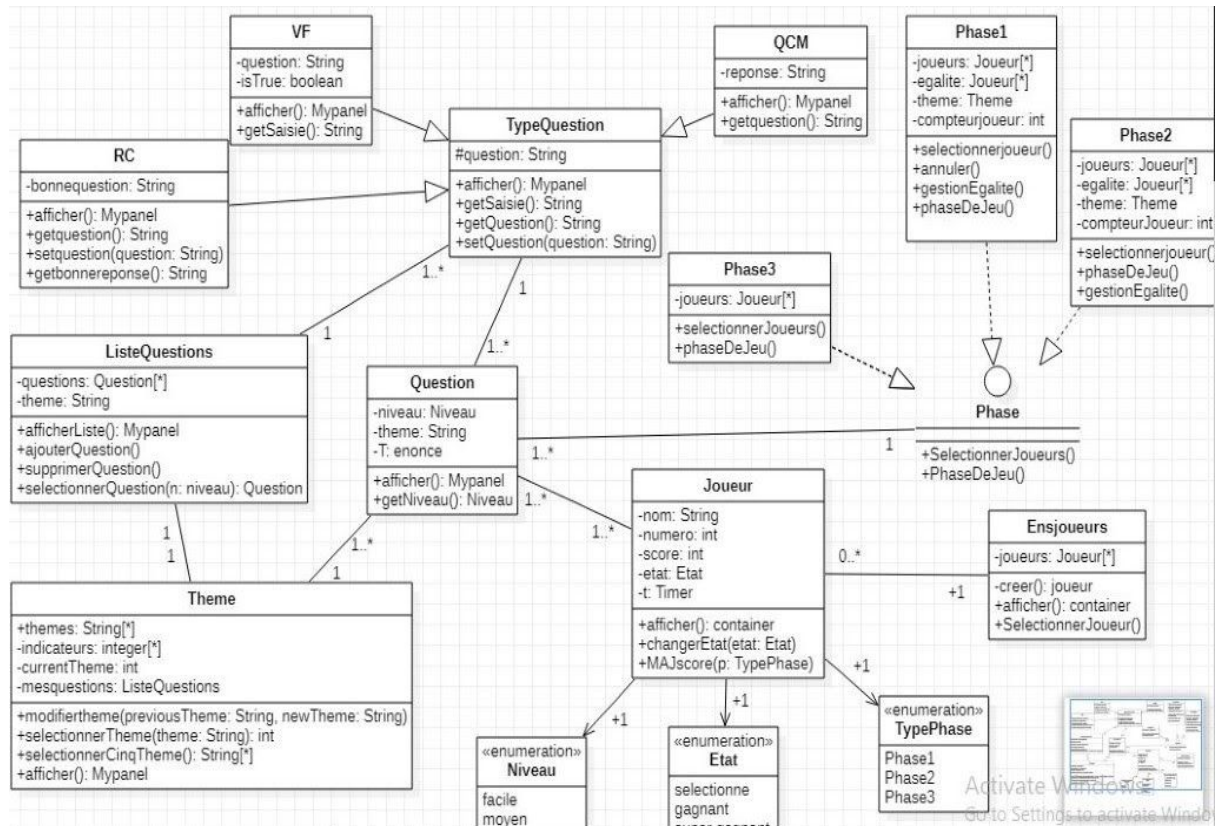 VF
-question: String
-isTrue: boolean
+afficher(): Mypanel
+getSaisie(): String
QCM
-reponse: String
+afficher(): Mypanel
+getquestion(): String
Phase1
-joueurs: Joueur[*]
-egalite: Joueur[*]
-theme: Theme
-compteurjoueur: int
+selectionnerjoueur()
+annuler()
+gestionEgalite()
+phaseDeJeu()
Phase2
-joueurs: Joueur[*]
-egalite: Joueur[*]
-theme: Theme
-compteurJoueur: int
+selectionnerjoueur()
+phaseDeJeu()
+gestionEgalite()
RC
-bonnequestion: String
+afficher(): Mypanel
+getquestion(): String
+setquestion(question: String)
+getbonnereponse(): String
TypeQuestion
#question: String
+afficher(): Mypanel
+getSaisie(): String
+getQuestion(): String
+setQuestion(question: String)
1..*
1
1
1..*
Phase3
-joueurs: Joueur[*]
+selectionnerJoueurs()
+phaseDeJeu()
ListeQuestions
-questions: Question[*]
-theme: String
+afficherListe(): Mypanel
+ajouterQuestion()
+supprimerQuestion()
+selectionnerQuestion(n: niveau): Question
Question
-niveau: Niveau
-theme: String
-T: enonce
+afficher(): Mypanel
+getNiveau(): Niveau
1..*
1
Phase
+SelectionnerJoueurs()
+PhaseDeJeu()
1..*
1..*
1
1
1..*
1
Joueur
-nom: String
-numero: int
-score: int
-etat: Etat
-t: Timer
+afficher(): container
+changerEtat(etat: Etat)
+MAJscore(p: TypePhase)
0..*
+1
Ensjoueurs
-joueurs: Joueur[*]
-creer(): joueur
+afficher(): container
+SelectionnerJoueur()
Theme
+themes: String[*]
-indicateurs: integer[*]
-currentTheme: int
-mesquestions: ListeQuestions
+modifiertheme(previousTheme: String, newTheme: String)
+selectionnerTheme(theme: String): int
+selectionnerCinqTheme(): String[*]
+afficher(): Mypanel
+1
+1
+1
«enumeration»
Niveau
facile
moyen
«enumeration»
Etat
selectionne
gagnant
super gagnant
«enumeration»
TypePhase
Phase1
Phase2
Phase3
Activate Windows
Go to Settings to activate Window